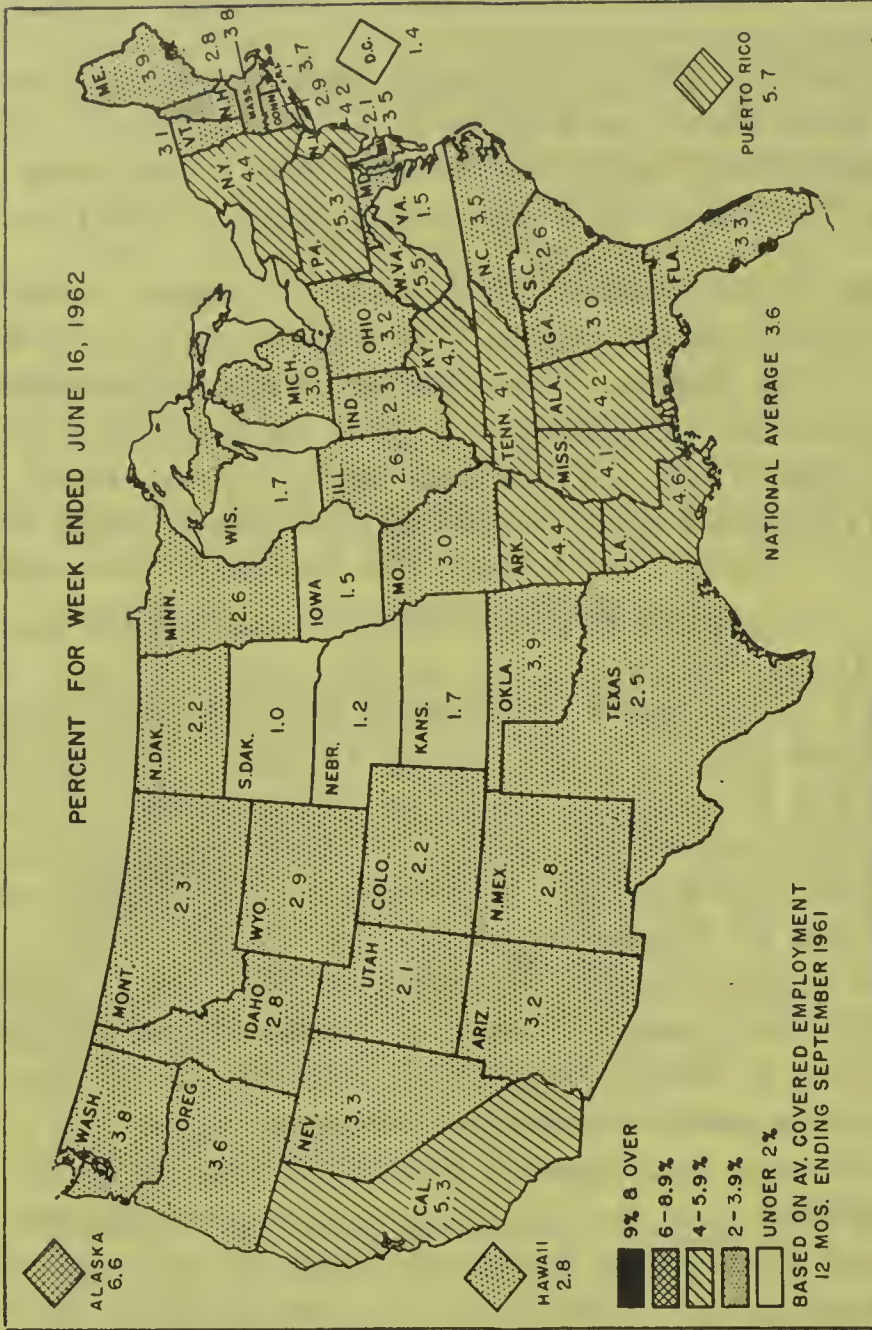 PERCENT FOR WEEK ENDED JUNE 16, 1962
ALASKA
6.6
HAWAII
2.8
WASH.
3.8
OREG.
3.6
CAL.
5.3
NEV.
3.3
IDAHO
2.8
MONT.
2.3
WYO.
2.9
UTAH
2.1
COLO.
2.2
ARIZ.
3.2
N.MEX.
2.8
N.DAK.
2.2
S.DAK.
1.0
NEBR.
1.2
KANS.
1.7
OKLA
3.9
TEXAS
2.5
MINN.
2.6
IOWA
1.5
MO.
3.0
ARK.
4.4
LA.
4.6
WIS.
1.7
ILL.
2.6
MICH.
3.0
IND.
2.3
OHIO
3.2
KY.
4.7
TENN.
4.1
MISS.
4.1
ALA.
4.2
GA.
3.0
FLA.
3.3
S.C.
2.6
N.C.
3.5
VA.
1.5
W.VA.
5.5
PA.
5.3
N.Y.
4.4
VT.
3.1
ME.
3.9
N.H.
2.8
MASS.
3.8
CONN.
3.7
2.9
N.J.
4.2
2.1
MD.
3.5
D.C.
1.4
PUERTO RICO
5.7
NATIONAL AVERAGE 3.6
9% & OVER
6-8.9%
4-5.9%
2-3.9%
UNDER 2%
BASED ON AV. COVERED EMPLOYMENT
12 MOS. ENDING SEPTEMBER 1961